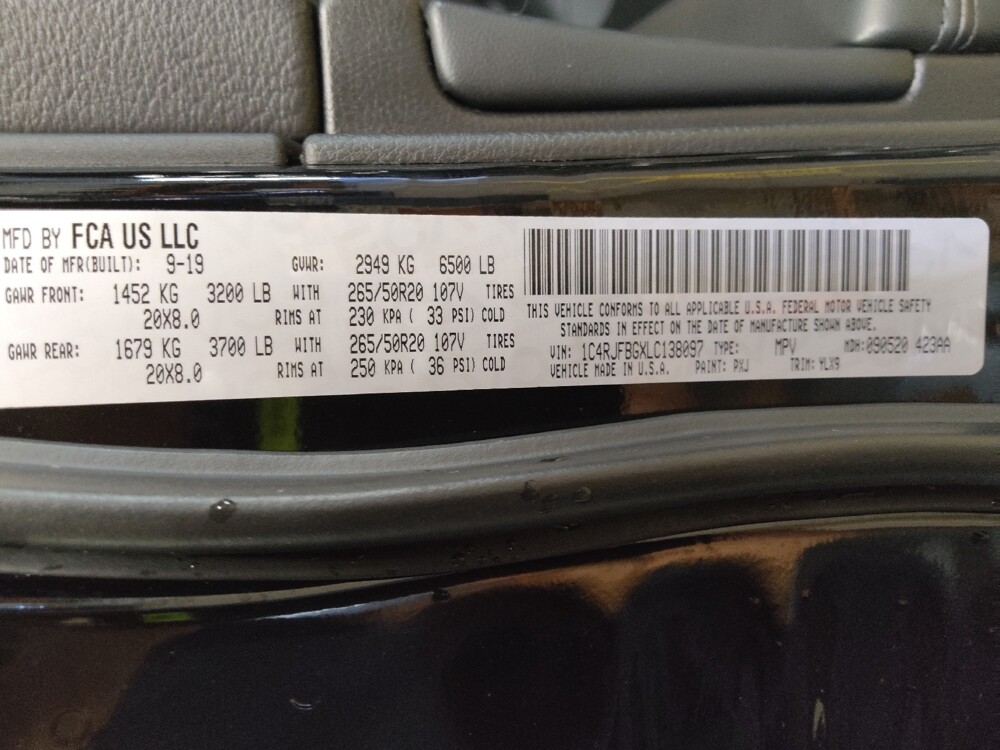 MFD BY FCA US LLC
DATE OF MFR(BUILT): 9-19 GVWR: 2949 KG 6500 LB
GAWR FRONT: 1452 KG 3200 LB WITH 265/50R20 107V TIRES
20X8.0 RIMS AT 230 KPA ( 33 PSI) COLD
GAWR REAR: 1679 KG 3700 LB WITH 265/50R20 107V TIRES
20X8.0 RIMS AT 250 KPA ( 36 PSI) COLD
THIS VEHICLE CONFORMS TO ALL APPLICABLE U.S.A. FEDERAL MOTOR VEHICLE SAFETY
STANDARDS IN EFFECT ON THE DATE OF MANUFACTURE SHOWN ABOVE.
VIN: 1C4RJFBGXLC138097 TYPE: MPV MDH: 090520 423AA
VEHICLE MADE IN U.S.A. PAINT: PXJ TRIM: YLX9